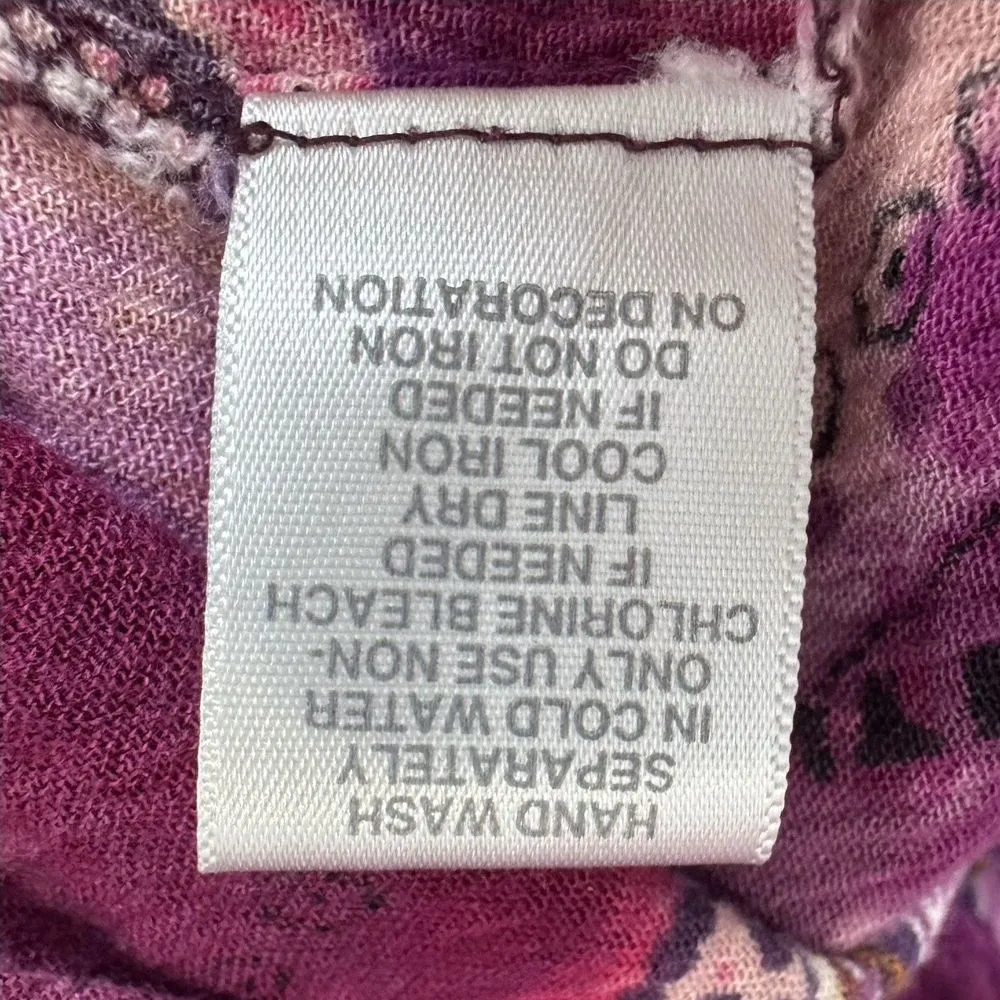 HAND WASH
SEPARATELY
IN COLD WATER
ONLY USE NON-
CHLORINE BLEACH
IF NEEDED
LINE DRY
COOL IRON
IF NEEDED
DO NOT IRON
ON DECORATION